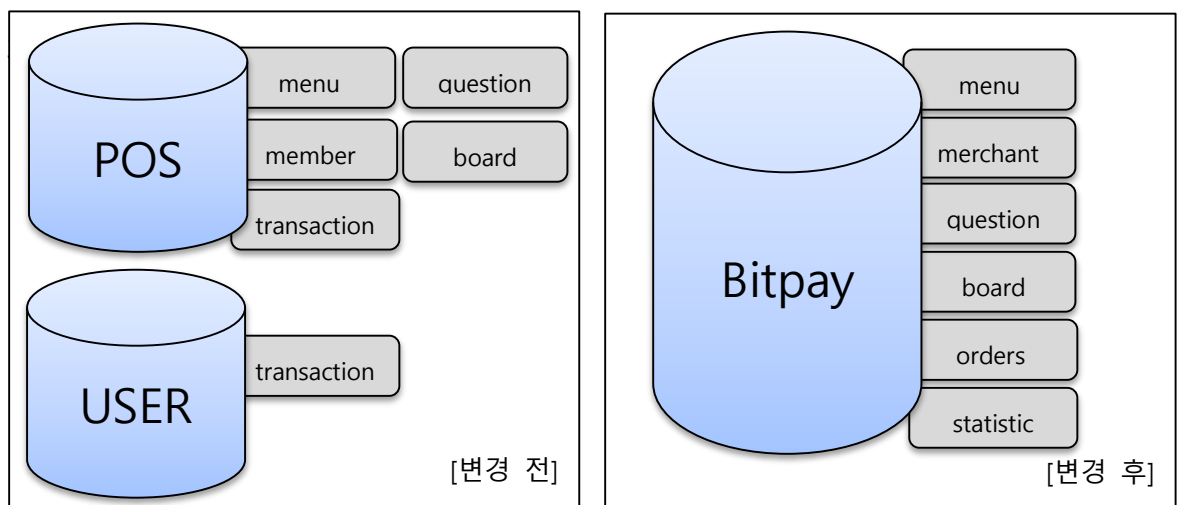 POS
menu
question
member
board
transaction
USER
transaction
[변경 전]
Bitpay
menu
merchant
question
board
orders
statistic
[변경 후]